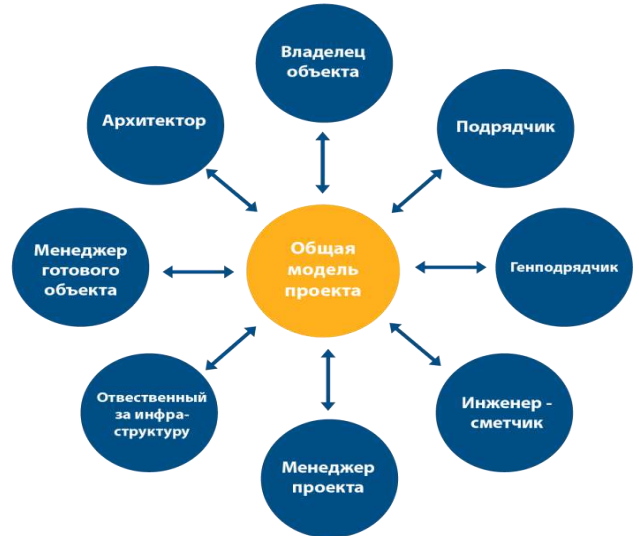 Владелец
объекта
Архитектор
Подрядчик
Менеджер
готового
объекта
Общая
модель
проекта
Генподрядчик
Отвественный
за инфра-
структуру
Инженер -
сметчик
Менеджер
проекта